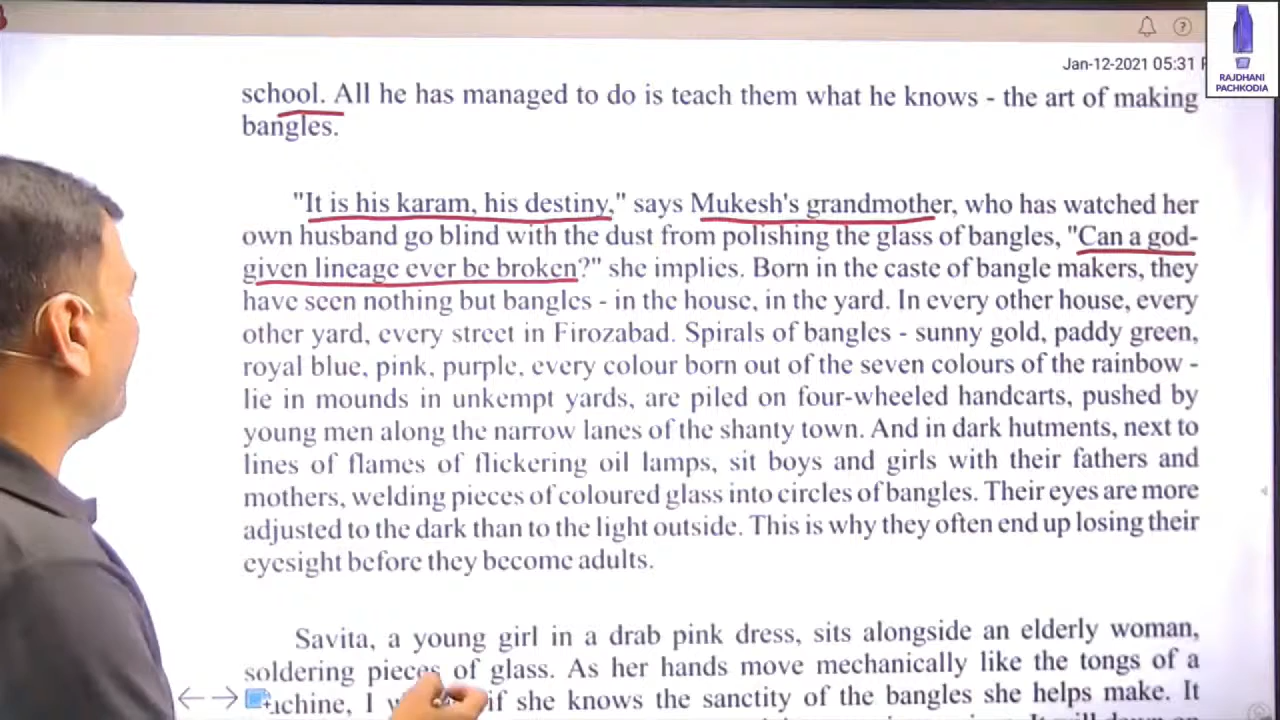 Jan-12-2021 05:31
RAJDHANI
PACHKODIA
school. All he has managed to do is teach them what he knows - the art of making
bangles.
"It is his karam, his destiny," says Mukesh's grandmother, who has watched her
own husband go blind with the dust from polishing the glass of bangles, "Can a god-
given lineage ever be broken?" she implies. Born in the caste of bangle makers, they
have seen nothing but bangles - in the house, in the yard. In every other house, every
other yard, every street in Firozabad. Spirals of bangles - sunny gold, paddy green,
royal blue, pink, purple, every colour born out of the seven colours of the rainbow -
lie in mounds in unkempt yards, are piled on four-wheeled handcarts, pushed by
young men along the narrow lanes of the shanty town. And in dark hutments, next to
lines of flames of flickering oil lamps, sit boys and girls with their fathers and
mothers, welding pieces of coloured glass into circles of bangles. Their eyes are more
adjusted to the dark than to the light outside. This is why they often end up losing their
eyesight before they become adults.
Savita, a young girl in a drab pink dress, sits alongside an elderly woman,
soldering pieces of glass. As her hands move mechanically like the tongs of a
I if she knows the sanctity of the bangles she helps make. It